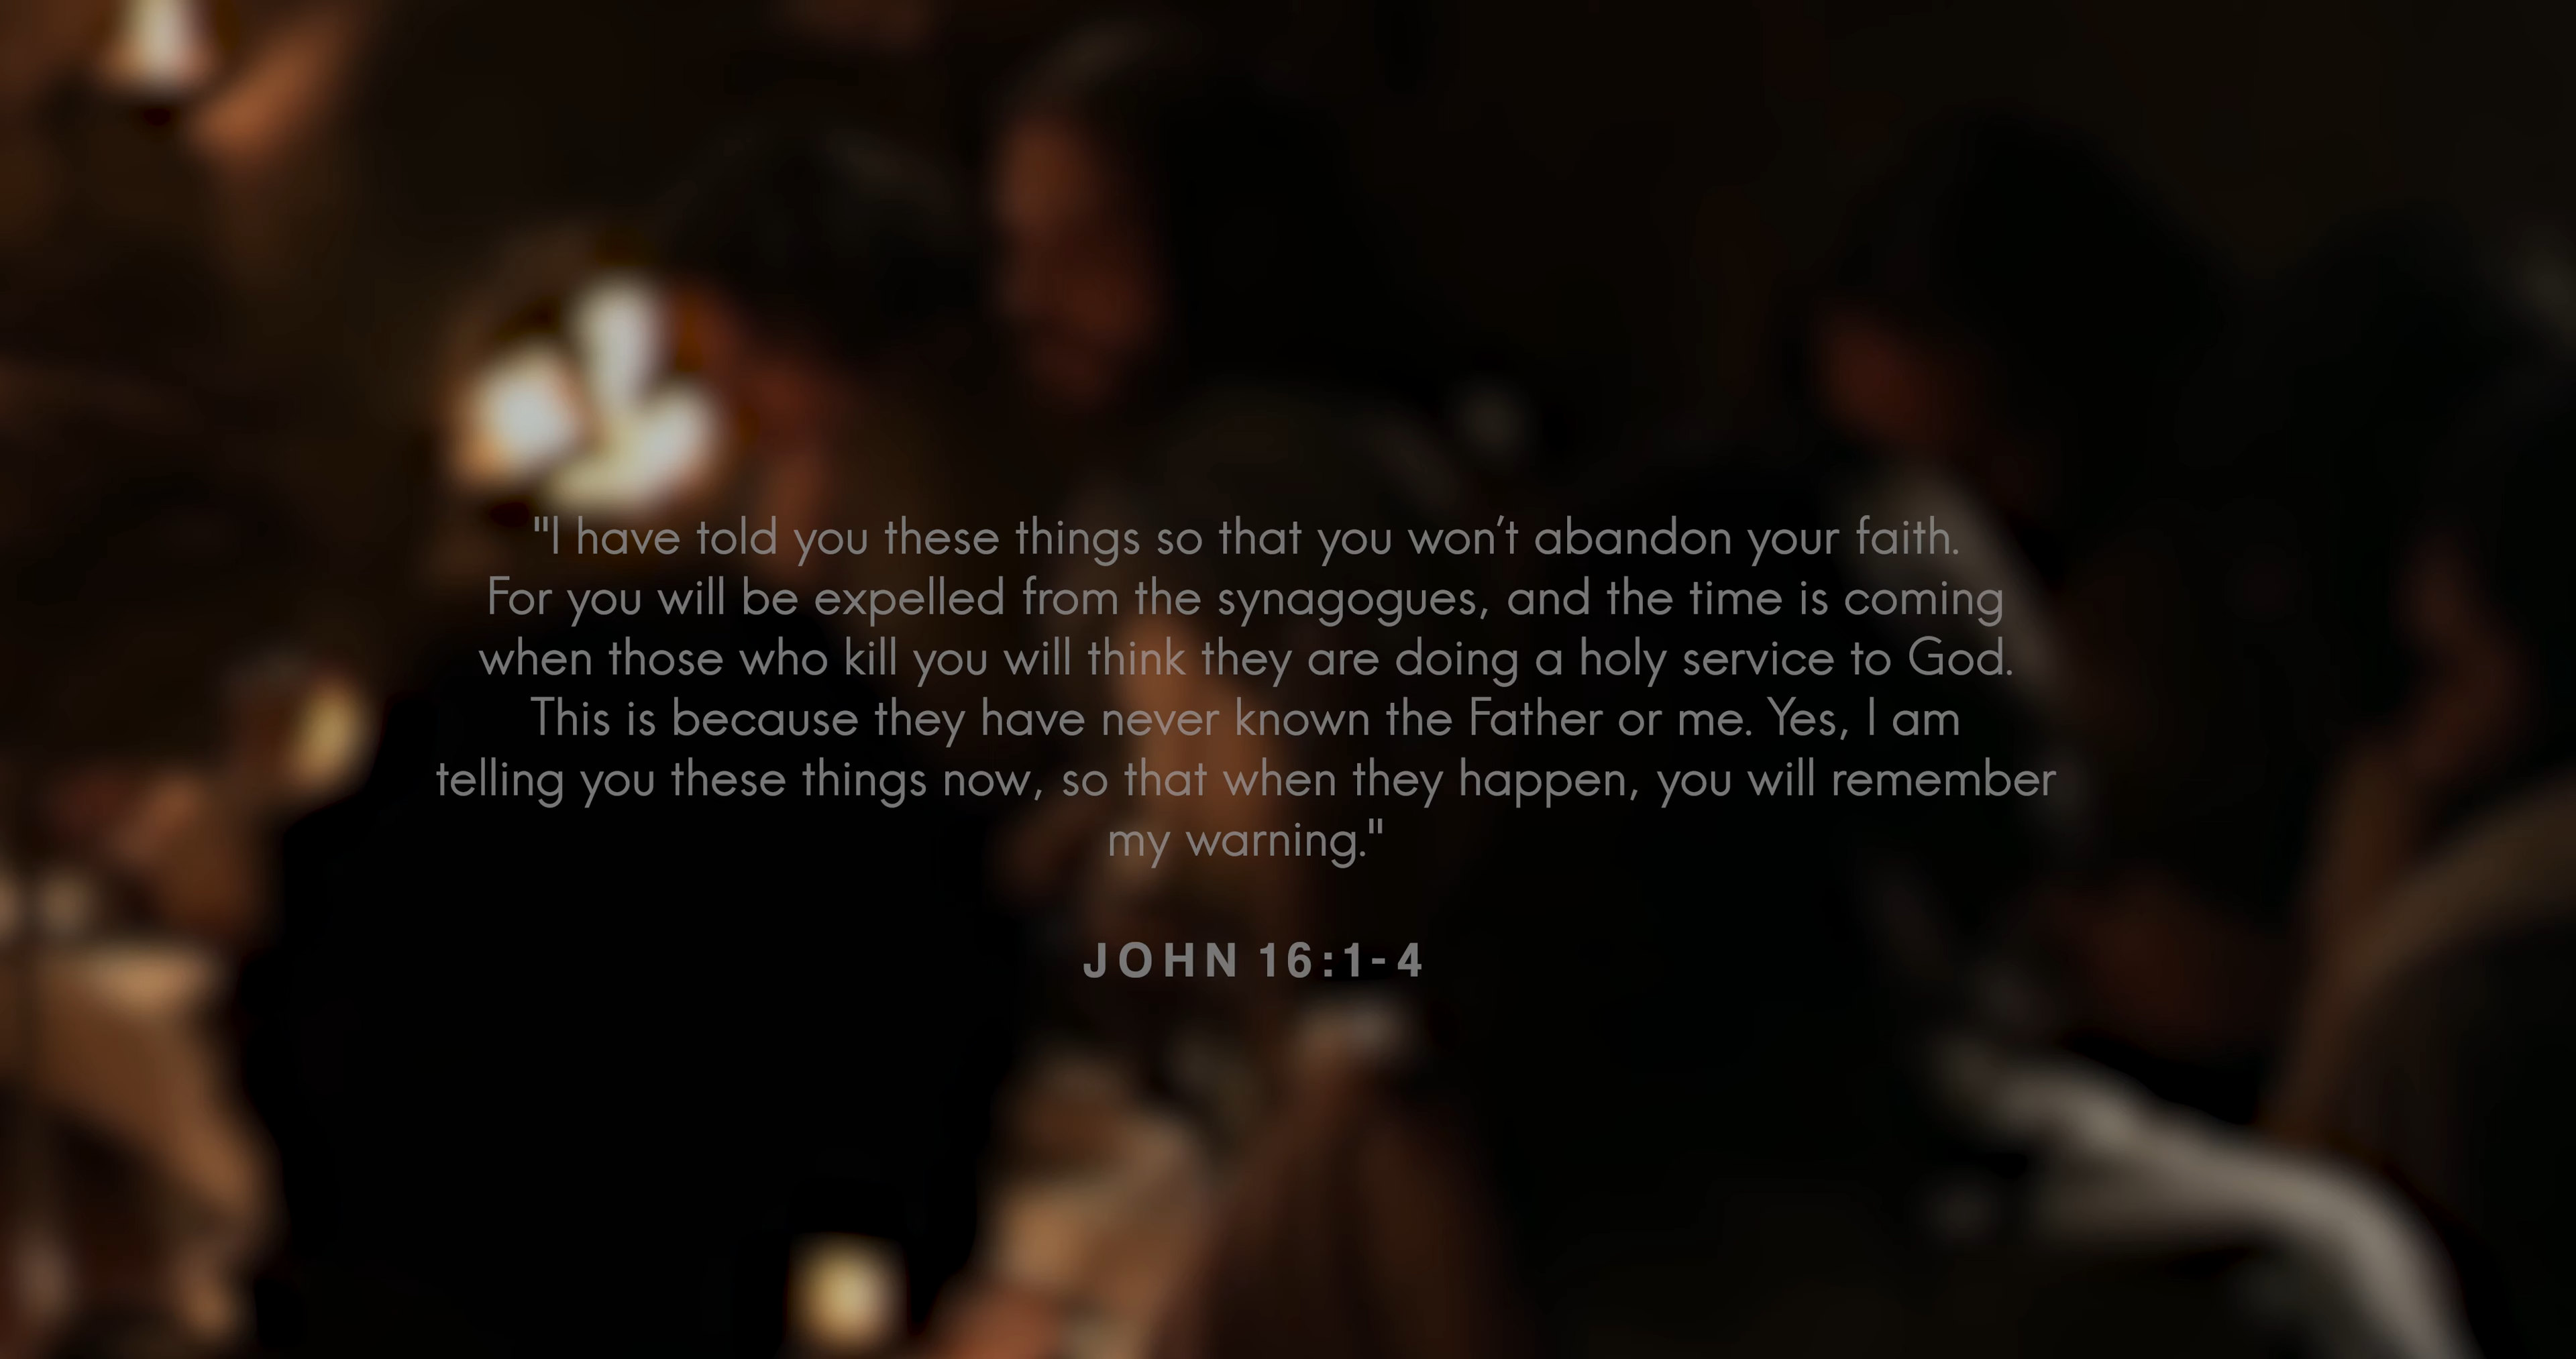 "I have told you these things so that you won’t abandon your faith.
For you will be expelled from the synagogues, and the time is coming
when those who kill you will think they are doing a holy service to God.
This is because they have never known the Father or me. Yes, I am
telling you these things now, so that when they happen, you will remember
my warning."
JOHN 16:1-4